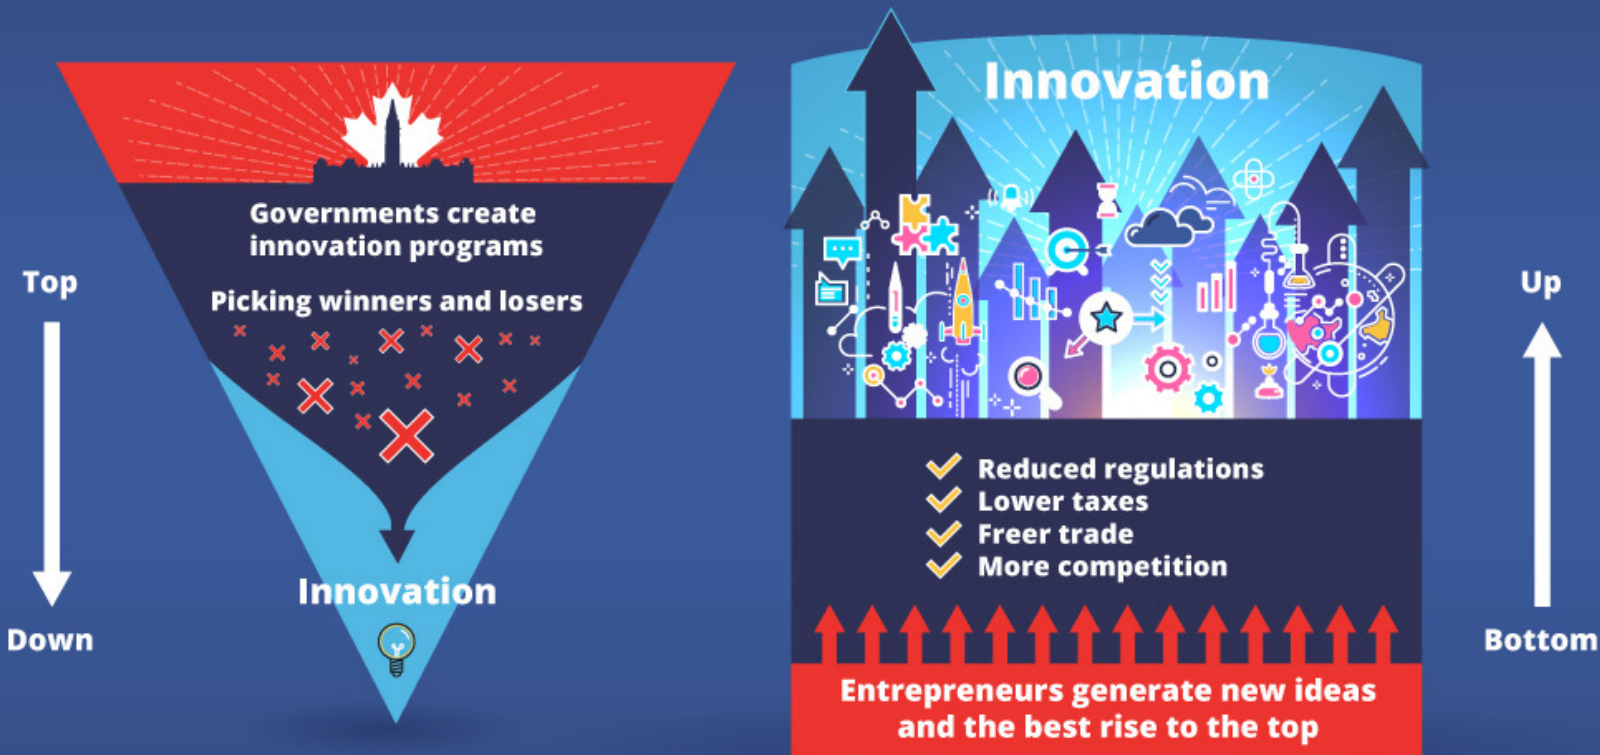 Top
Down
Governments create
innovation programs
Picking winners and losers
Innovation
Innovation
Reduced regulations
Lower taxes
Freer trade
More competition
Entrepreneurs generate new ideas
and the best rise to the top
Up
Bottom